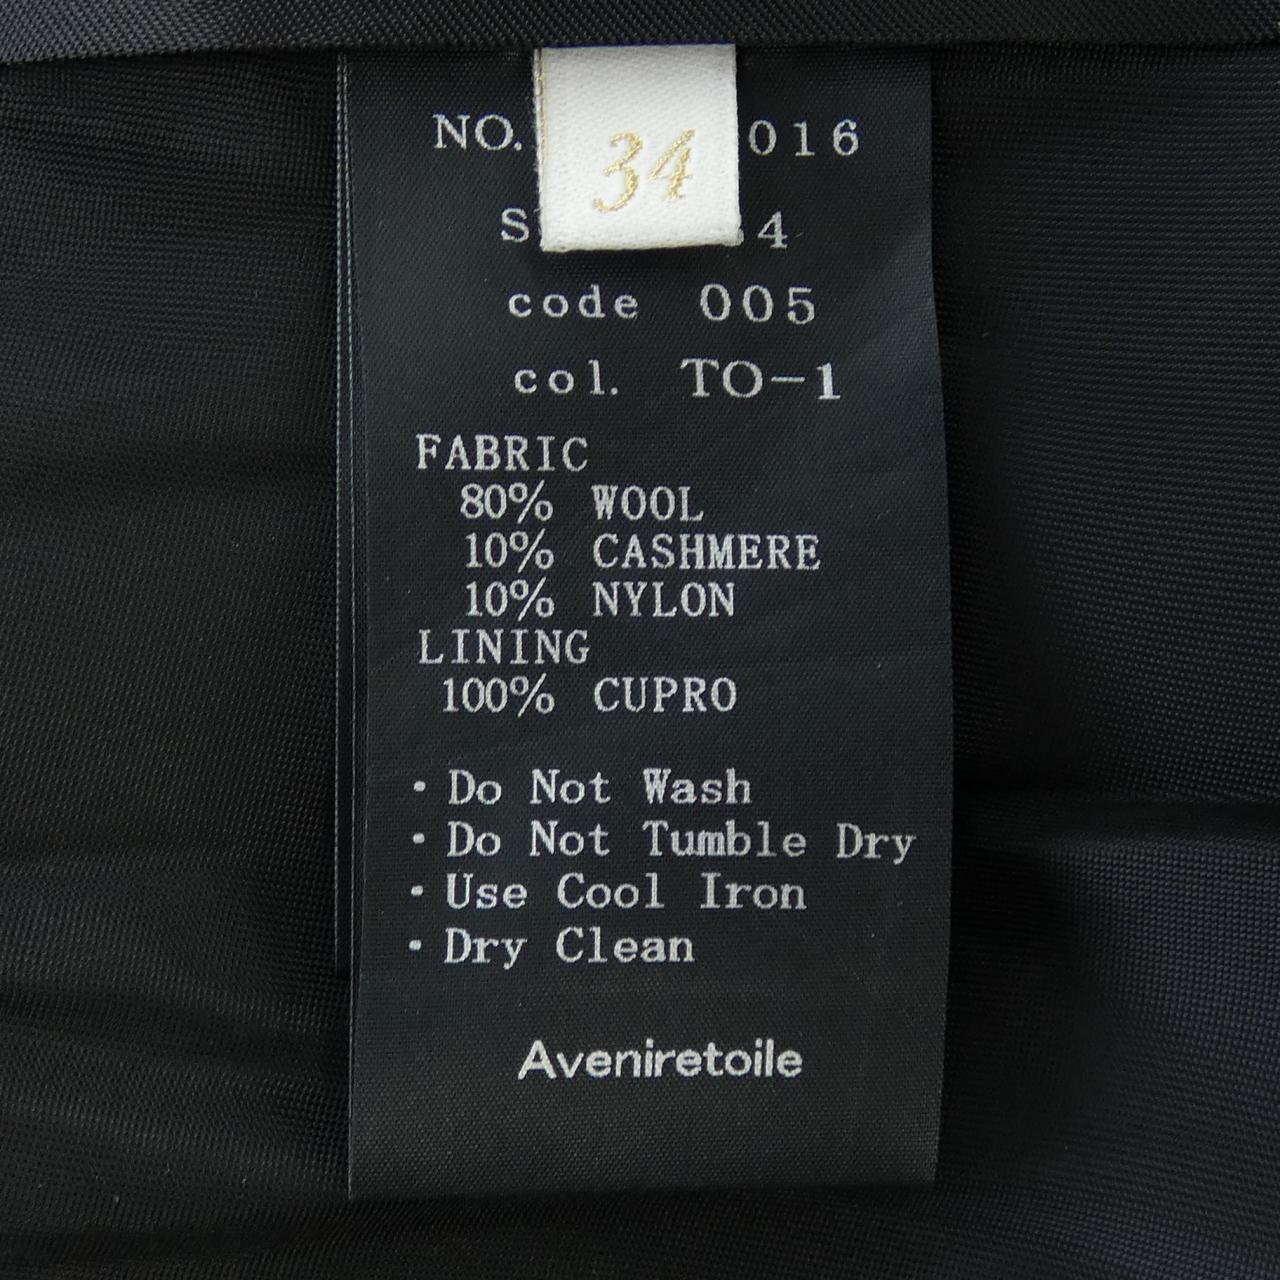 34
NO. 016
4
code 005
col. TO-1
FABRIC
80% WOOL
10% CASHMERE
10% NYLON
LINING
100% CUPRO
・Do Not Wash
・Do Not Tumble Dry
・Use Cool Iron
・Dry Clean
Aveniretoile